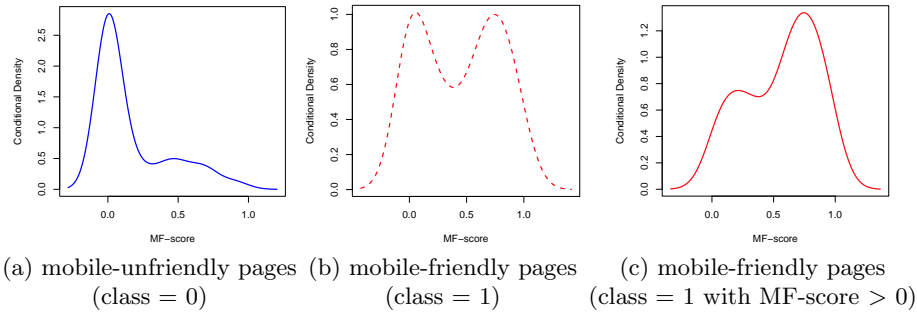 Conditional Density
0.0 0.5 1.0 1.5 2.0 2.5
0.0 0.5 1.0
MF−score
Conditional Density
0.0 0.2 0.4 0.6 0.8 1.0
0.0 0.5 1.0
MF−score
Conditional Density
0.0 0.2 0.4 0.6 0.8 1.0 1.2
0.0 0.5 1.0
MF−score
(a) mobile-unfriendly pages
(class = 0)
(b) mobile-friendly pages
(class = 1)
(c) mobile-friendly pages
(class = 1 with MF-score > 0)